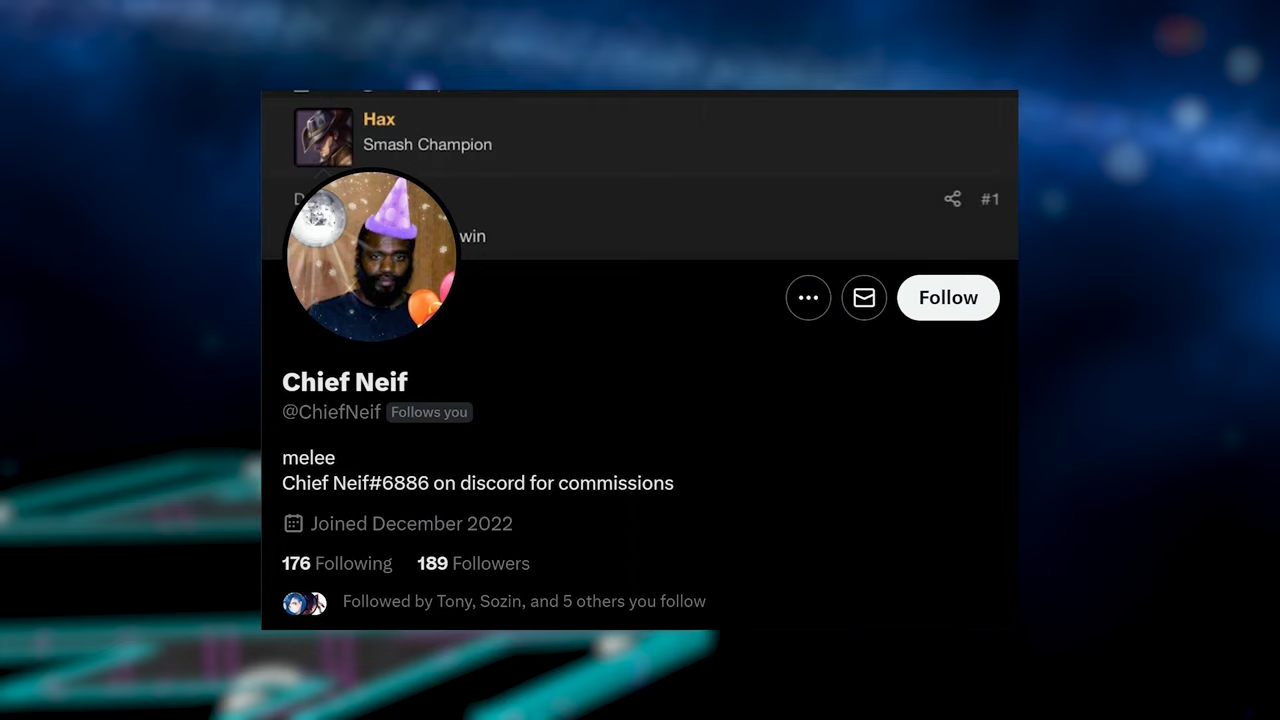 Hax
Smash Champion
#1
win
Follow
Chief Neif
@ChiefNeif Follows you
melee
Chief Neif#6886 on discord for commissions
Joined December 2022
176 Following 189 Followers
Followed by Tony, Sozin, and 5 others you follow